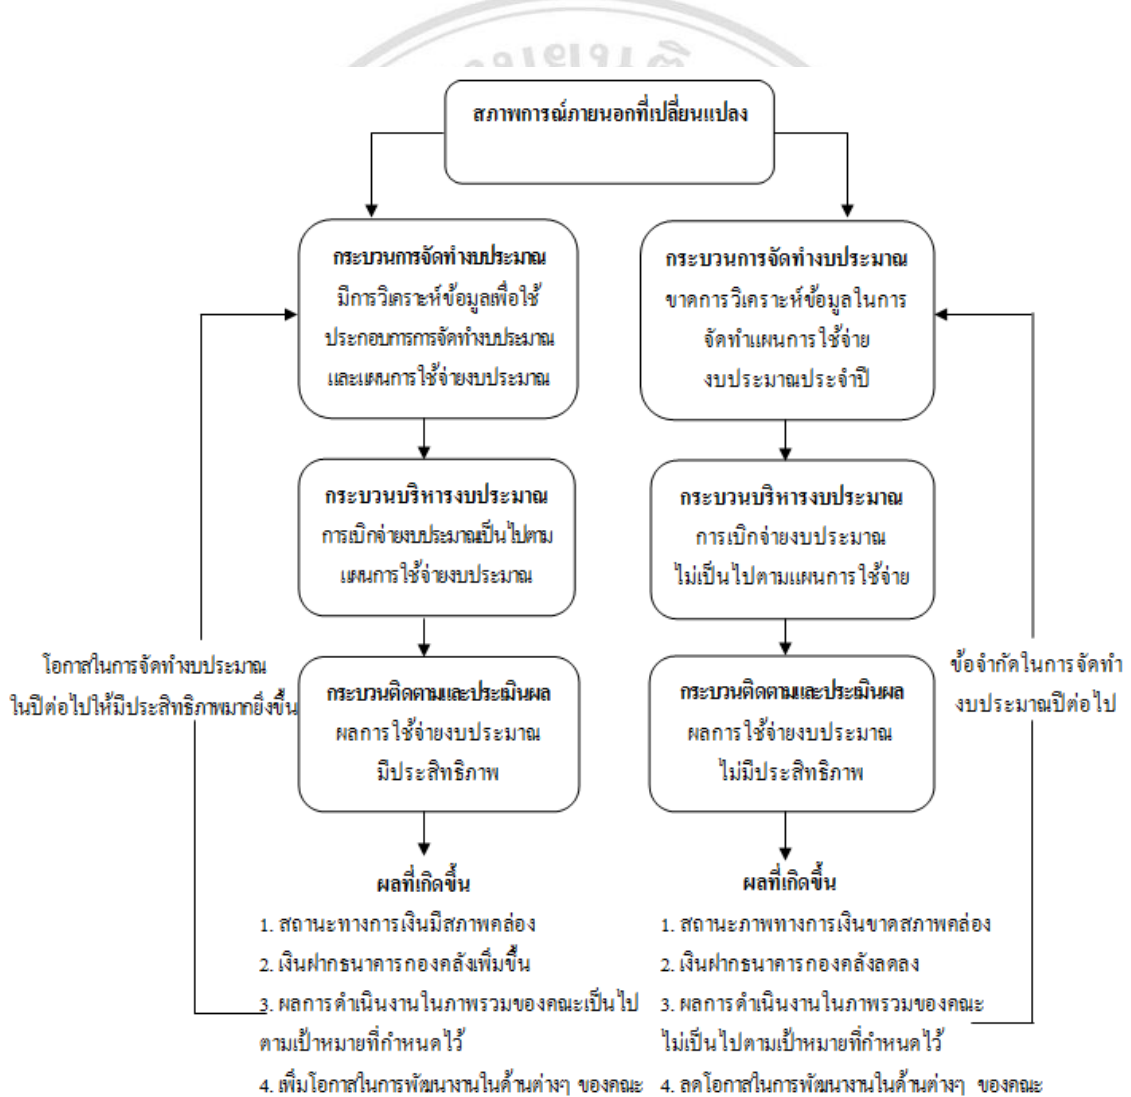 สภาพการณ์ภายนอกที่เปลี่ยนแปลง
กระบวนการจัดทำงบประมาณ
มีการวิเคราะห์ข้อมูลเพื่อใช้
ประกอบการการจัดทำงบประมาณ
และแผนการใช้จ่ายงบประมาณ
กระบวนการจัดทำงบประมาณ
ขาดการวิเคราะห์ข้อมูลในการ
จัดทำแผนการใช้จ่าย
งบประมาณประจำปี
กระบวนบริหารงบประมาณ
การเบิกจ่ายงบประมาณเป็นไปตาม
แผนการใช้จ่ายงบประมาณ
กระบวนบริหารงบประมาณ
การเบิกจ่ายงบประมาณ
ไม่เป็นไปตามแผนการใช้จ่าย
โอกาสในการจัดทำงบประมาณ
ในปีต่อไปให้มีประสิทธิภาพมากยิ่งขึ้น
กระบวนติดตามและประเมินผล
ผลการใช้จ่ายงบประมาณ
มีประสิทธิภาพ
กระบวนติดตามและประเมินผล
ผลการใช้จ่ายงบประมาณ
ไม่มีประสิทธิภาพ
ข้อจำกัดในการจัดทำ
งบประมาณปีต่อไป
ผลที่เกิดขึ้น
1. สถานะทางการเงินมีสภาพคล่อง
2. เงินฝากธนาคารกองคลังเพิ่มขึ้น
3. ผลการดำเนินงานในภาพรวมของคณะเป็นไป
ตามเป้าหมายที่กำหนดไว้
4. เพิ่มโอกาสในการพัฒนางานในด้านต่างๆ ของคณะ
ผลที่เกิดขึ้น
1. สถานะภาพทางการเงินขาดสภาพคล่อง
2. เงินฝากธนาคารกองคลังลดลง
3. ผลการดำเนินงานในภาพรวมของคณะ
ไม่เป็นไปตามเป้าหมายที่กำหนดไว้
4. ลดโอกาสในการพัฒนางานในด้านต่างๆ ของคณะ